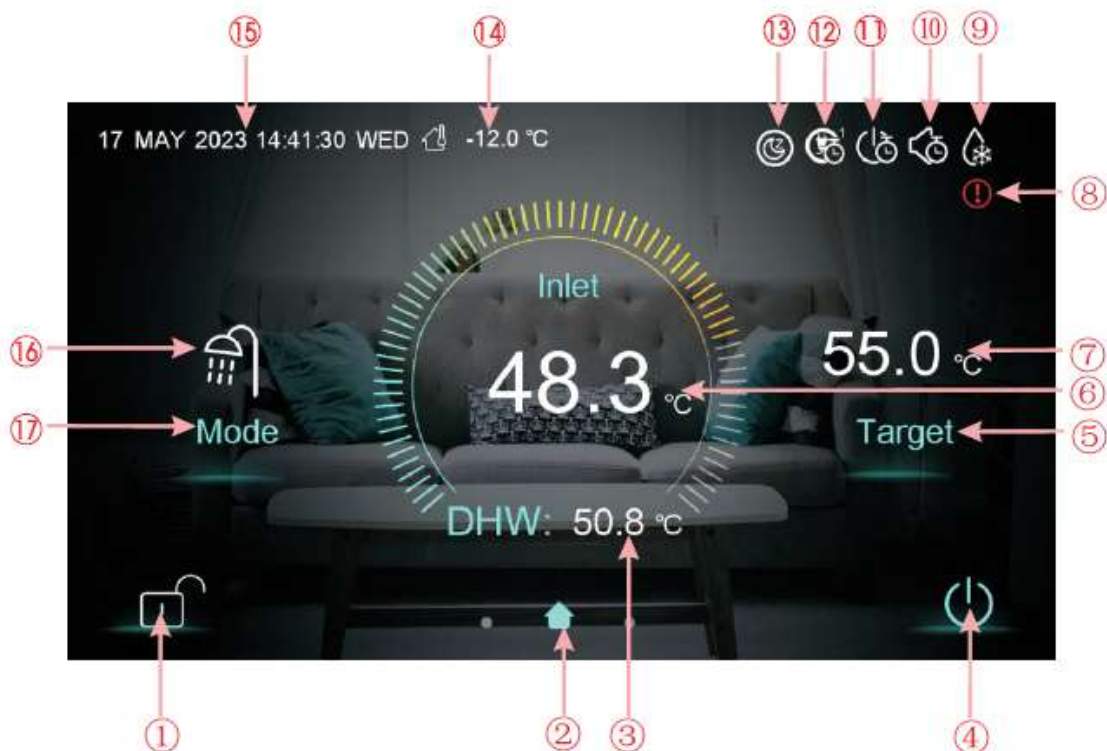 ⑮ ⑭ ⑬ ⑫ ⑪ ⑩ ⑨
17 MAY 2023 14:41:30 WED -12.0 °C
⑧
Inlet
⑯ 55.0 °C ⑦
48.3 °C ⑥
⑰ Mode Target ⑤
DHW: 50.8 °C
① ② ③ ④